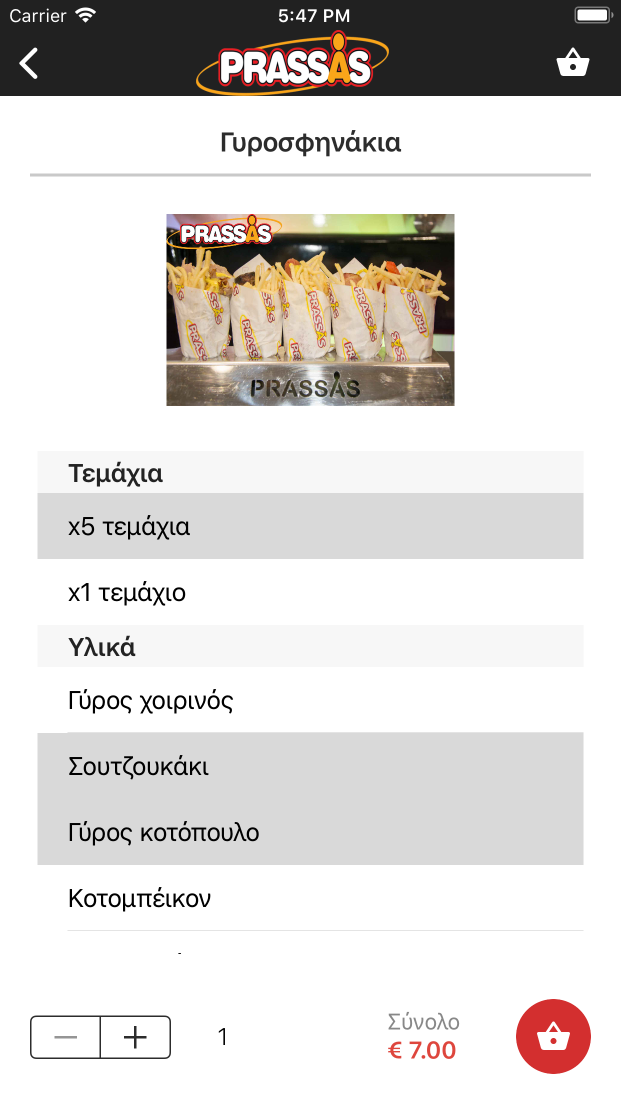 Carrier 5:47 PM
PRASSAS
Γυροσφηνάκια
PRASSAS
PRASSAS
Τεμάχια
x5 τεμάχια
x1 τεμάχιο
Υλικά
Γύρος χοιρινός
Σουτζουκάκι
Γύρος κοτόπουλο
Κοτομπέικον
1
Σύνολο
€ 7.00